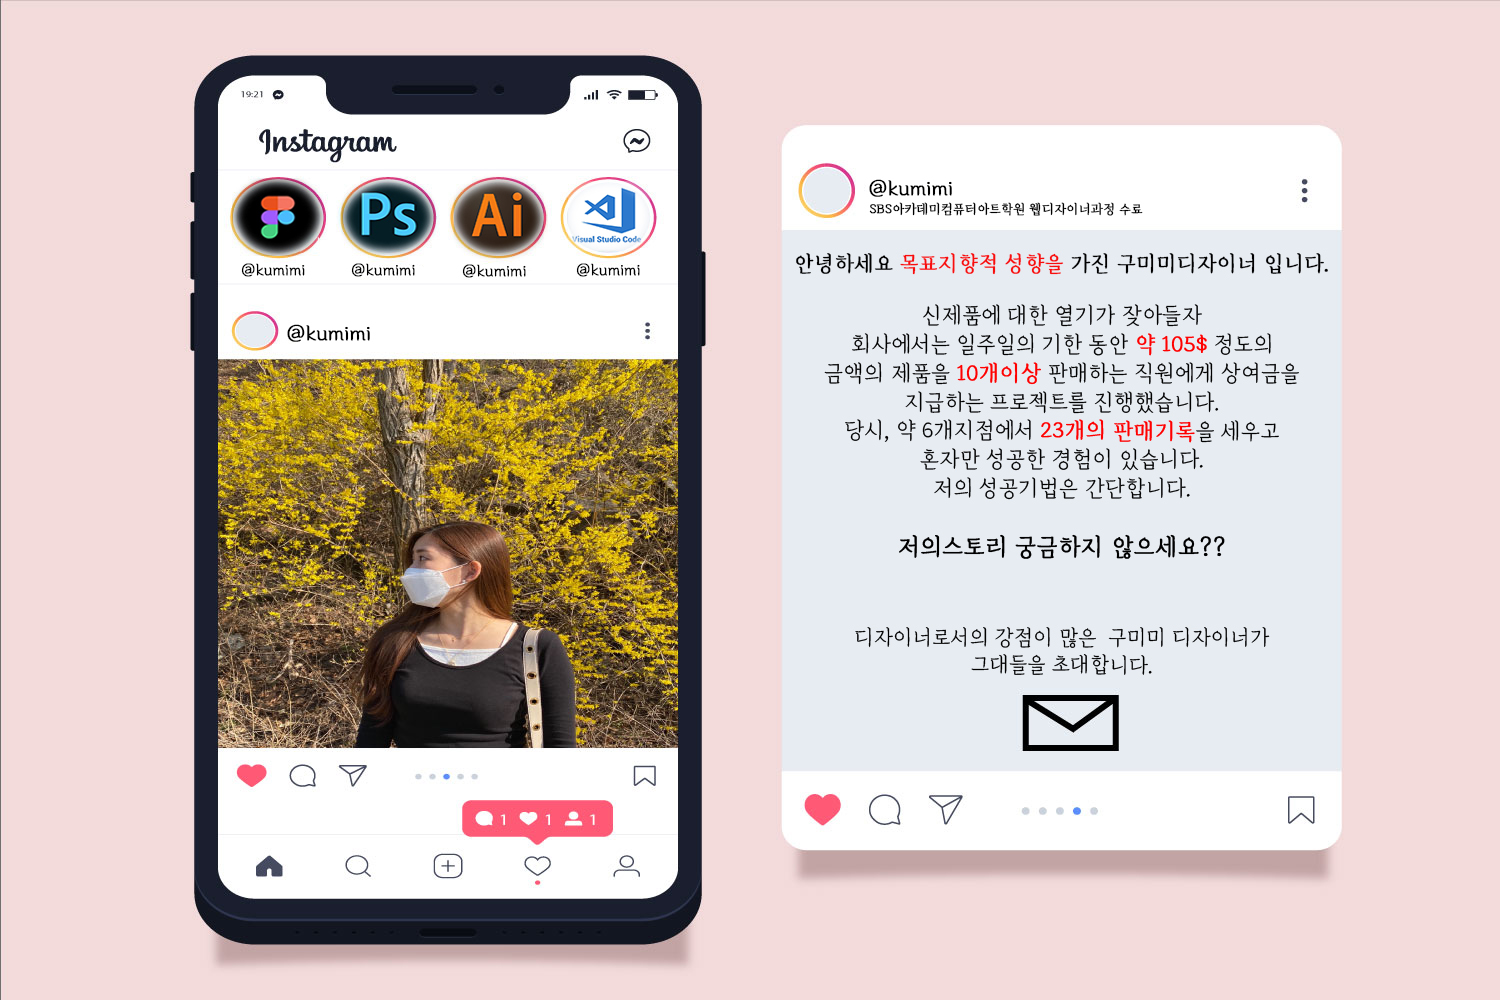 19:21
Instagram
Ps
Ai
Visual Studio Code
@kumimi
@kumimi
@kumimi
@kumimi
@kumimi
1 1 1
@kumimi
SBS아카데미컴퓨터아트학원 웹디자이너과정 수료
안녕하세요 목표지향적 성향을 가진 구미미디자이너 입니다.
신제품에 대한 열기가 잦아들자
회사에서는 일주일의 기한 동안 약 105$ 정도의
금액의 제품을 10개이상 판매하는 직원에게 상여금을
지급하는 프로젝트를 진행했습니다.
당시, 약 6개지점에서 23개의 판매기록을 세우고
혼자만 성공한 경험이 있습니다.
저의 성공기법은 간단합니다.
저의스토리 궁금하지 않으세요??
디자이너로서의 강점이 많은 구미미 디자이너가
그대들을 초대합니다.